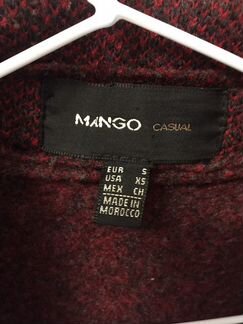 MANGO CASUAL
EUR S
USA XS
MEX CH
MADE IN
MOROCCO